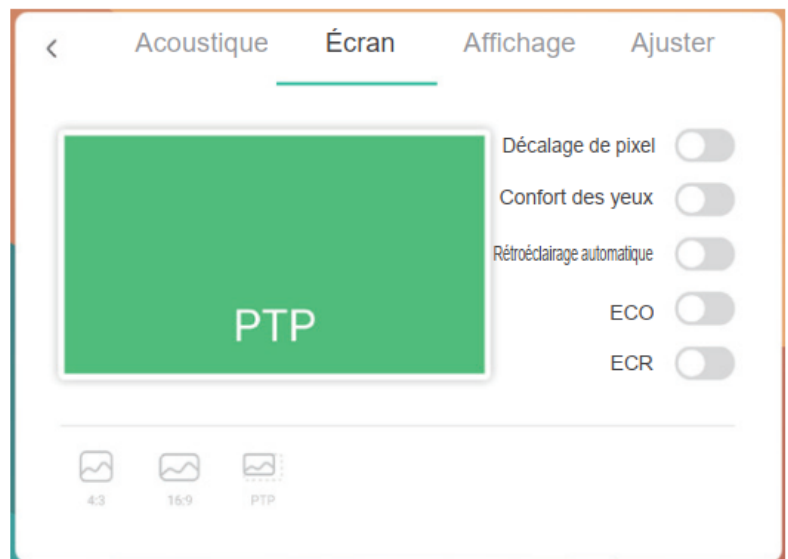 Acoustique Écran Affichage Ajuster
Décalage de pixel
Confort des yeux
Rétroéclairage automatique
PTP
ECO
ECR
4:3 16:9 PTP